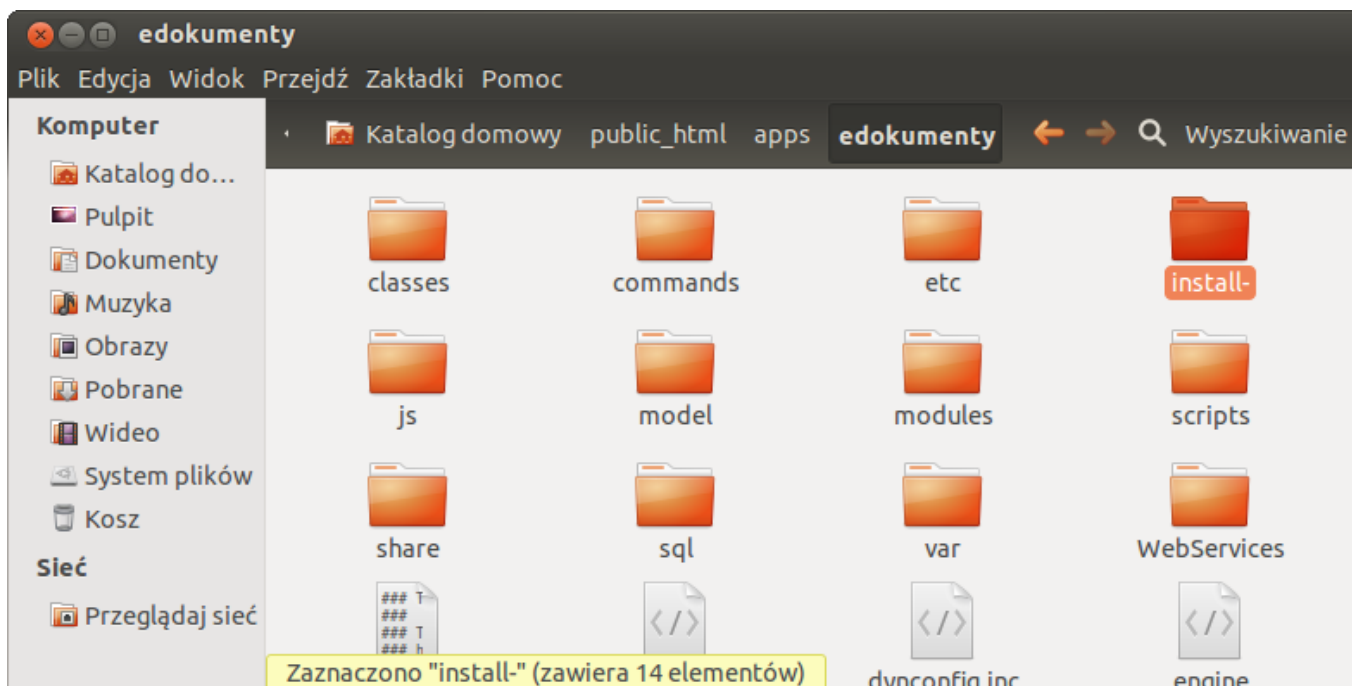 edokumenty
Plik Edycja Widok Przejdź Zakładki Pomoc
Komputer
Katalog do...
Pulpit
Dokumenty
Muzyka
Obrazy
Pobrane
Wideo
System plików
Kosz
Sieć
Przeglądaj sieć
Katalog domowy public_html apps edokumenty Wyszukiwanie
classes commands etc install-
js model modules scripts
share sql var WebServices
### T
###
### T
### h
dynconfig.inc engine
Zaznaczono "install-" (zawiera 14 elementów)